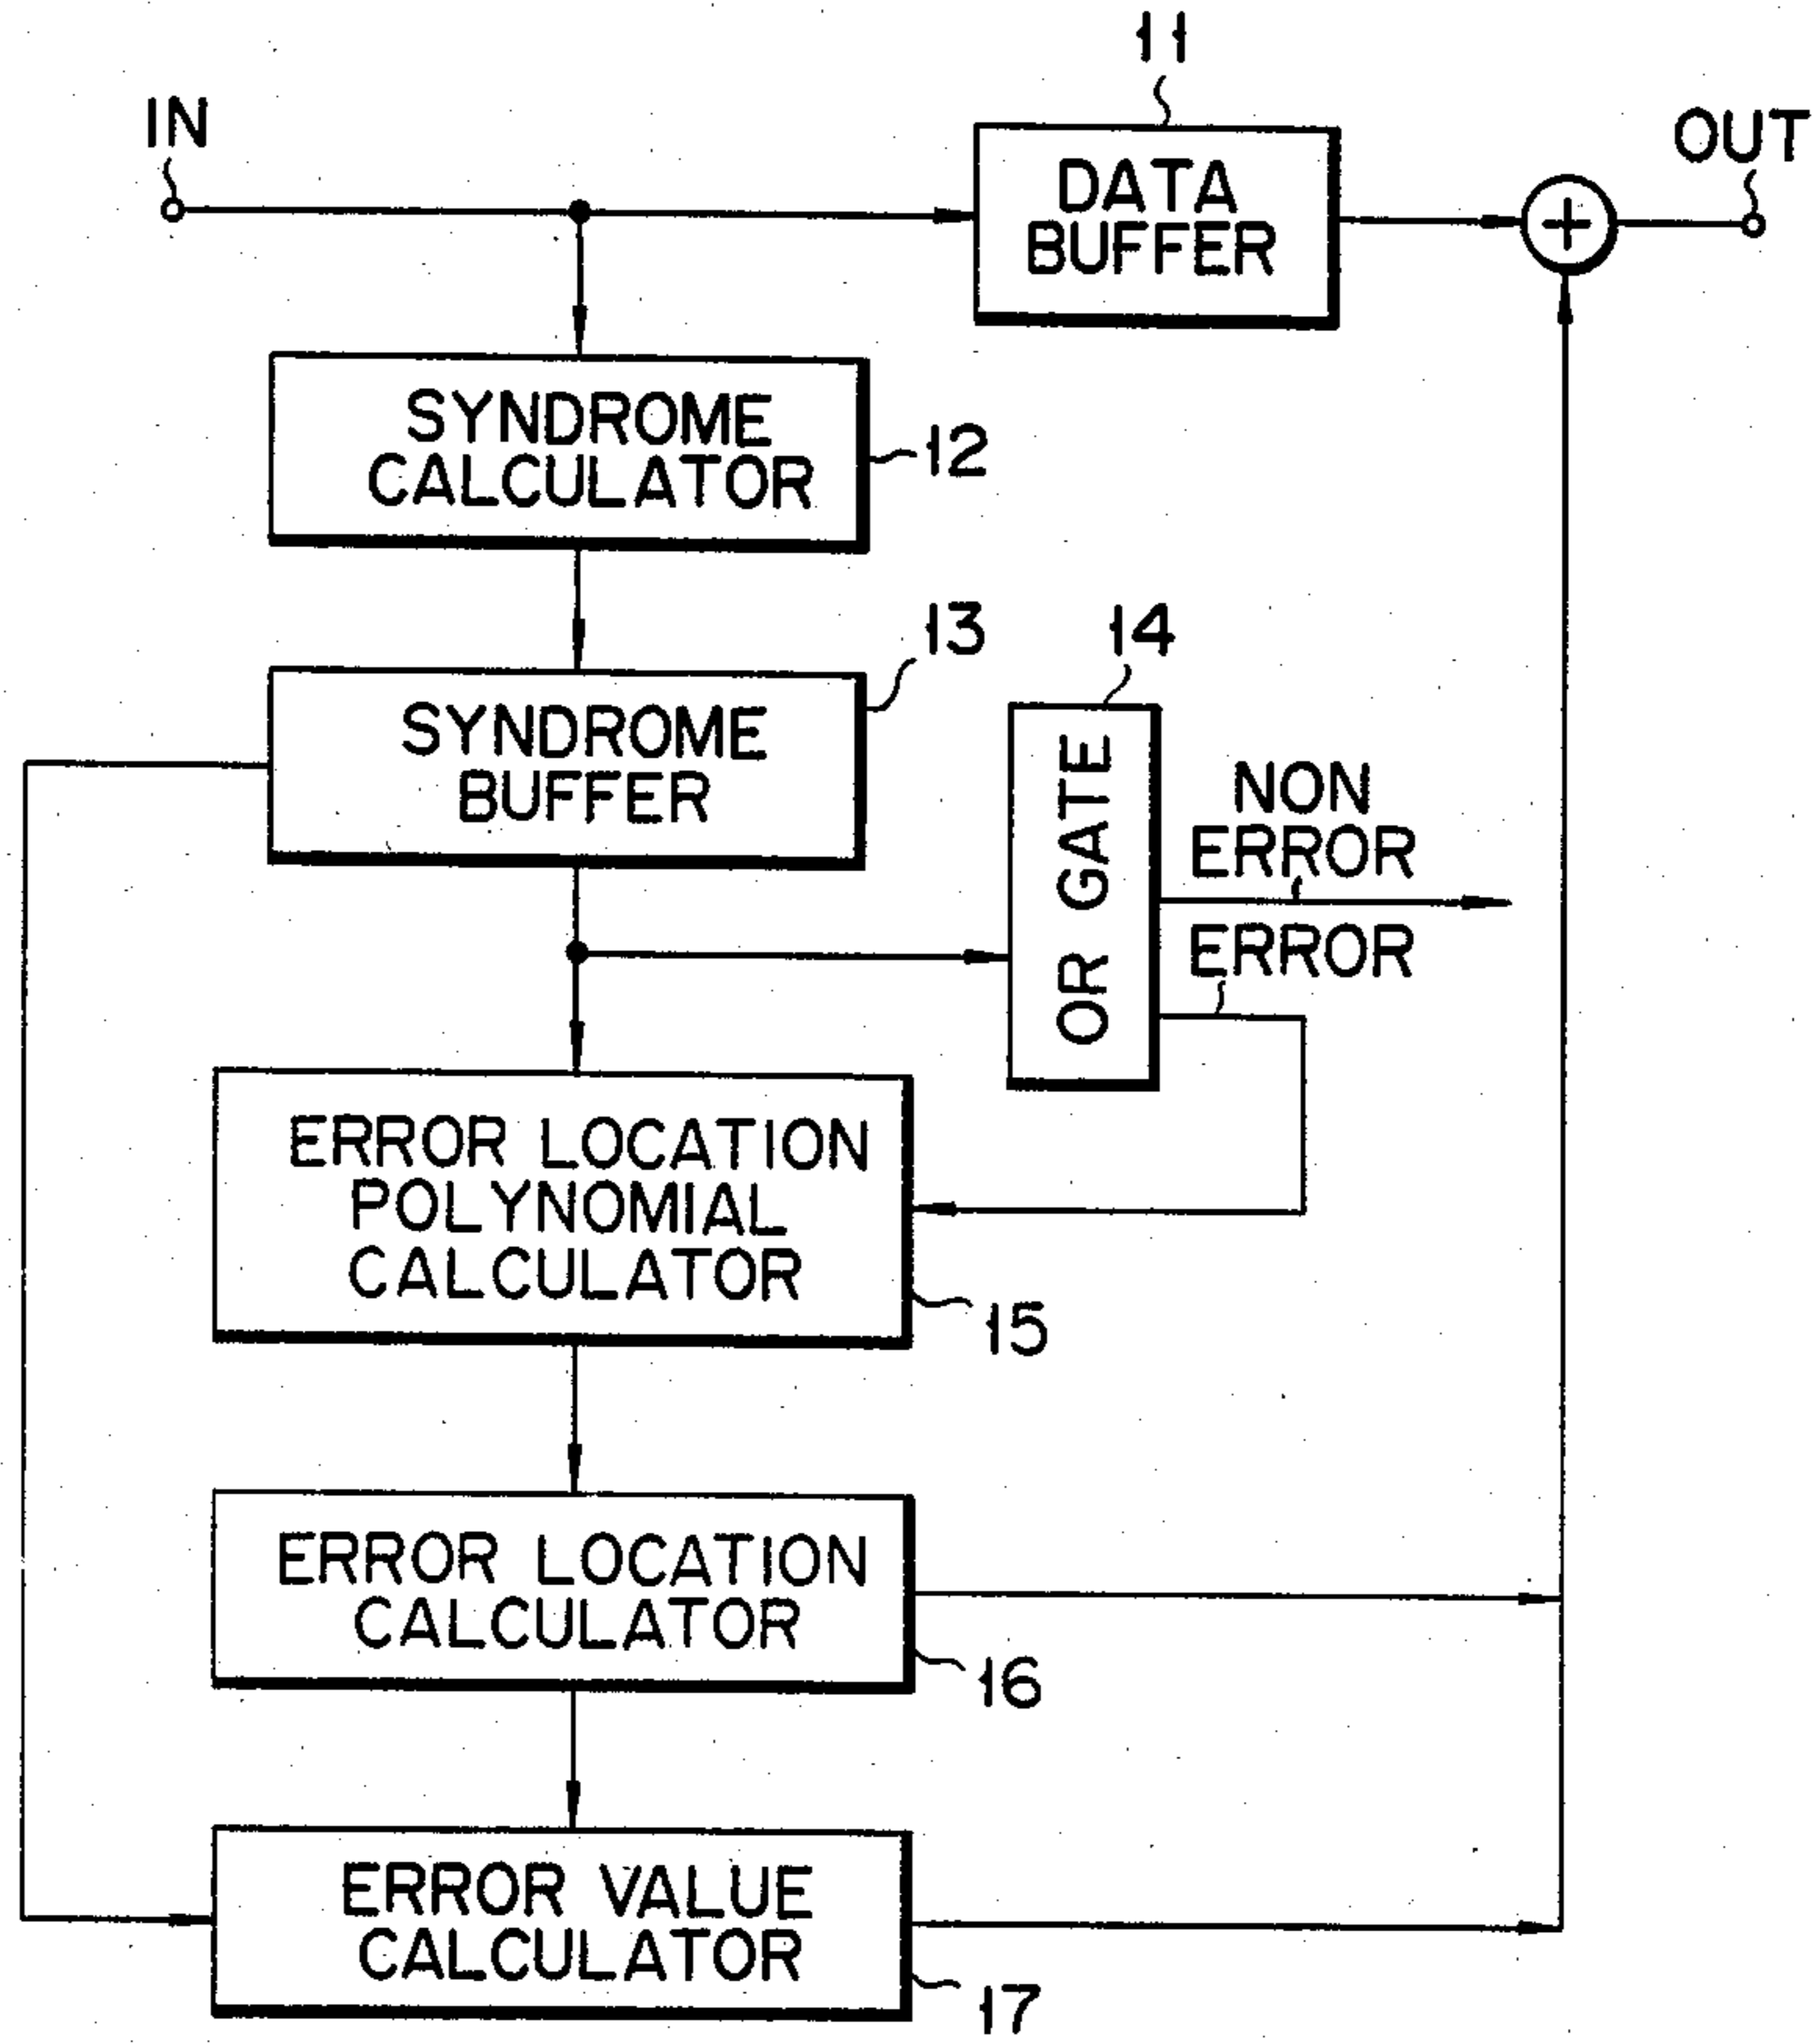 11
IN
OUT
DATA
BUFFER
+
SYNDROME
CALCULATOR
12
13
14
SYNDROME
BUFFER
OR GATE
NON
ERROR
ERROR
ERROR LOCATION
POLYNOMIAL
CALCULATOR
15
ERROR LOCATION
CALCULATOR
16
ERROR VALUE
CALCULATOR
17